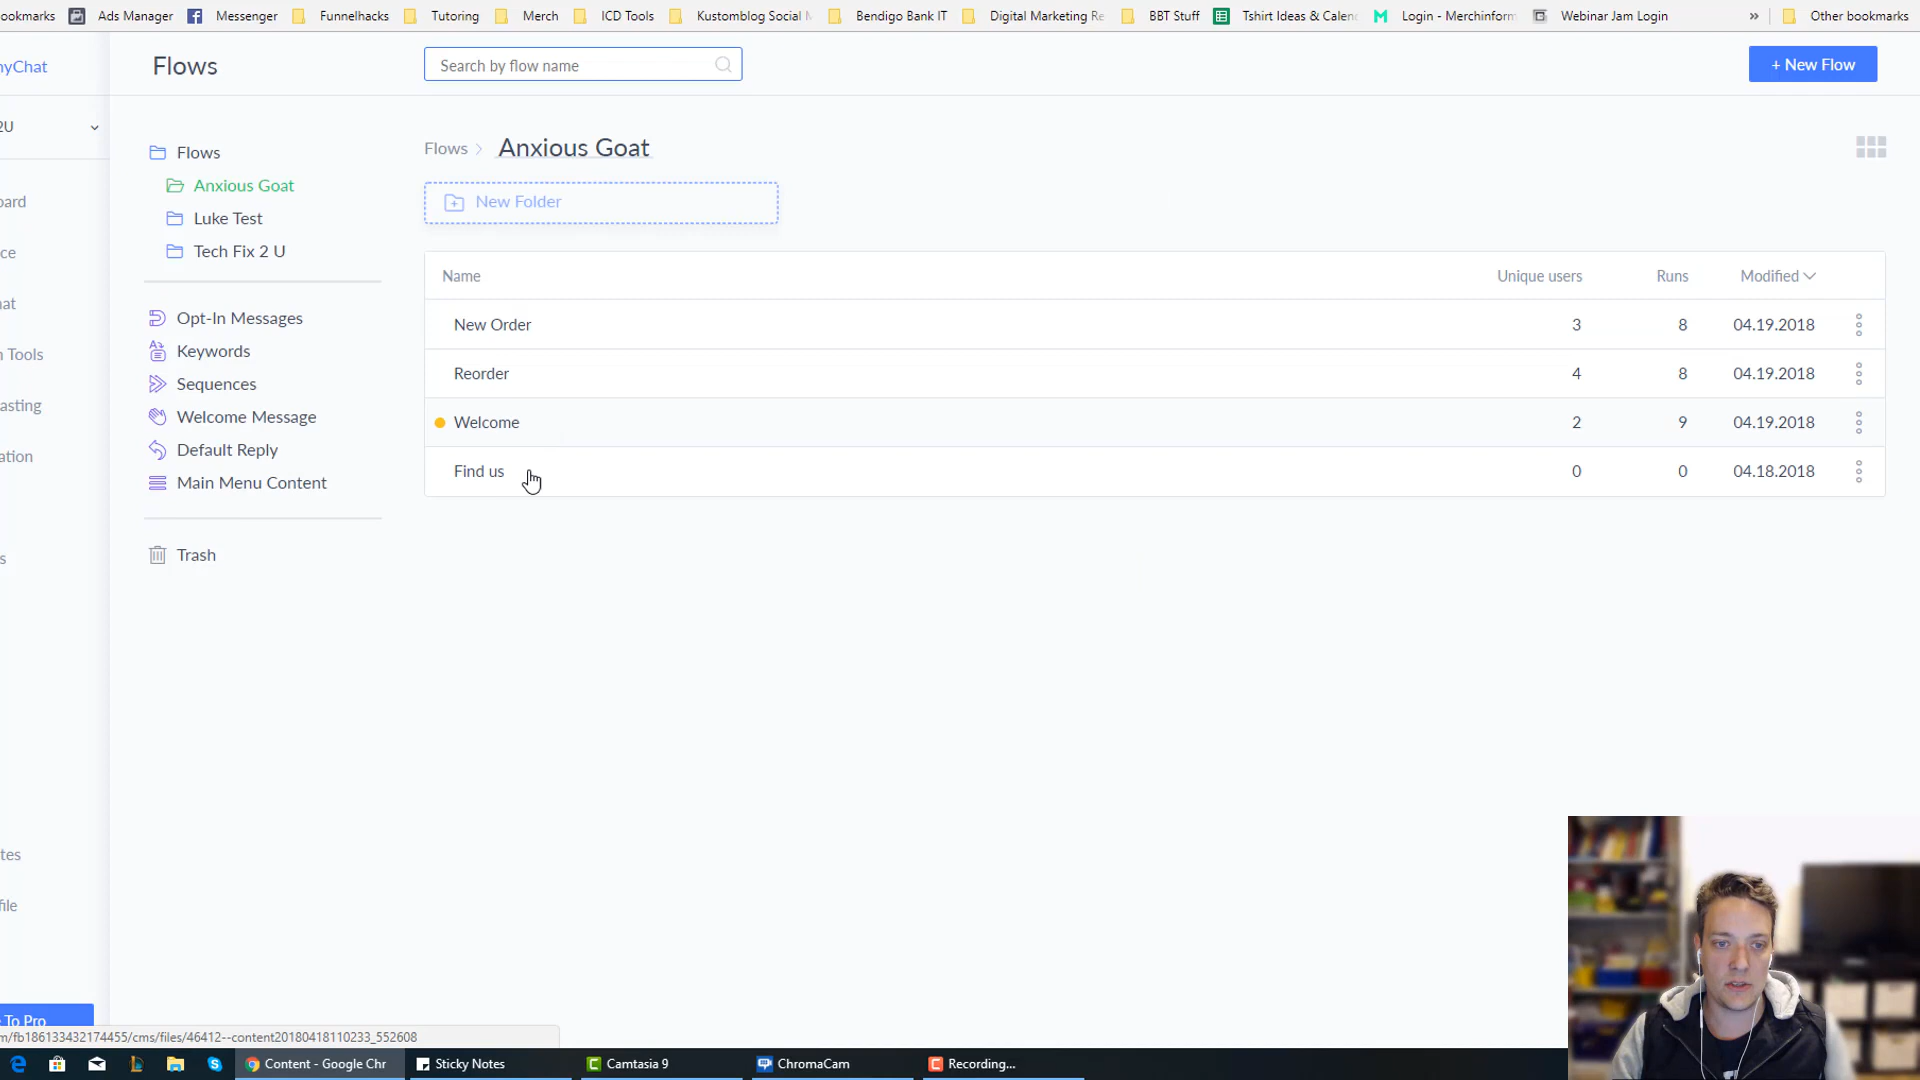 ookmarks Ads Manager Messenger Funnelhacks Tutoring Merch ICD Tools Kustomblog Social M Bendigo Bank IT Digital Marketing Re BBT Stuff Tshirt Ideas & Calenc Login - Merchinform Webinar Jam Login » Other bookmarks
nyChat Flows Search by flow name + New Flow
2U
Flows
Anxious Goat
Luke Test
Tech Fix 2 U
Opt-In Messages
Keywords
Sequences
Welcome Message
Default Reply
Main Menu Content
Trash
oard
ce
nat
n Tools
asting
ation
s
tes
file
To Pro
Flows Anxious Goat
New Folder
Name Unique users Runs Modified
New Order 3 8 04.19.2018
Reorder 4 8 04.19.2018
Welcome 2 9 04.19.2018
Find us 0 0 04.18.2018
m/fb186133432174455/cms/files/46412--content20180418110233_552608
Content - Google Chr Sticky Notes Camtasia 9 ChromaCam Recording...